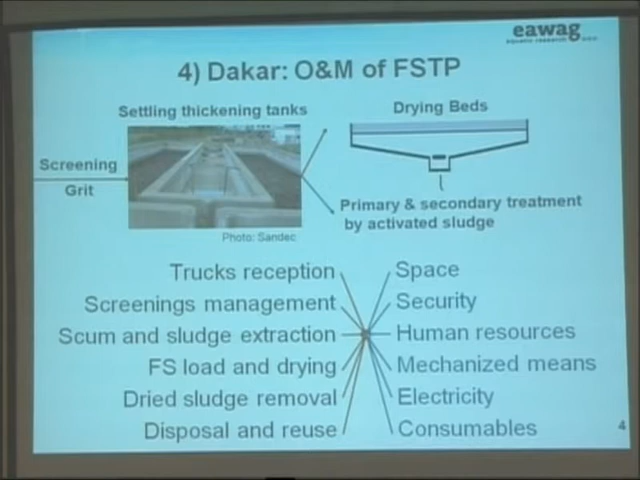 eawag
4) Dakar: O&M of FSTP
Settling thickening tanks
Drying Beds
Screening
Grit
Primary & secondary treatment
by activated sludge
Photo: Sandec
Trucks reception
Space
Screenings management
Security
Scum and sludge extraction
Human resources
FS load and drying
Mechanized means
Dried sludge removal
Electricity
Disposal and reuse
Consumables
4